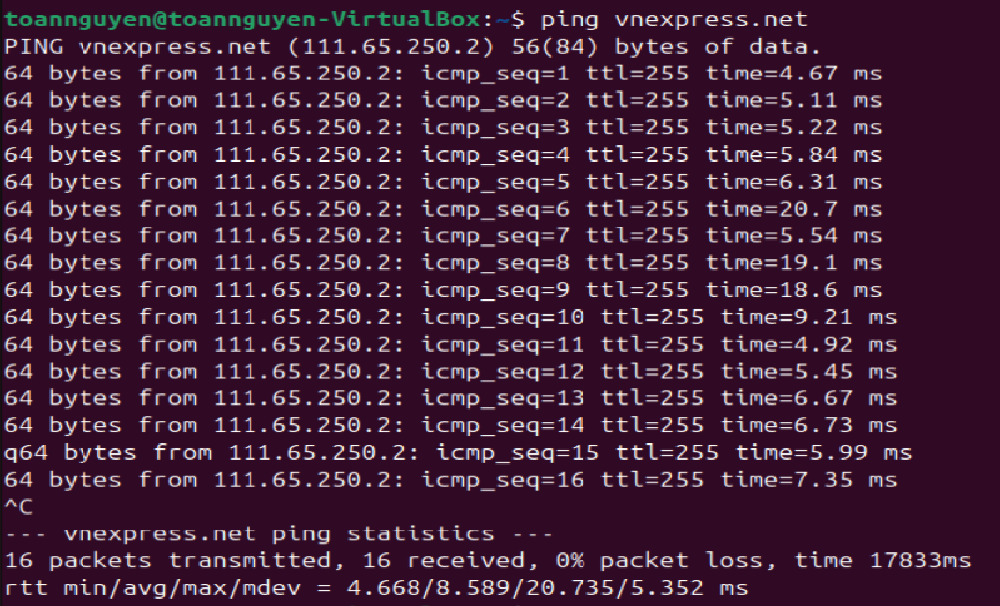 toannguyen@toannguyen-VirtualBox:~$ ping vnexpress.net
PING vnexpress.net (111.65.250.2) 56(84) bytes of data.
64 bytes from 111.65.250.2: icmp_seq=1 ttl=255 time=4.67 ms
64 bytes from 111.65.250.2: icmp_seq=2 ttl=255 time=5.11 ms
64 bytes from 111.65.250.2: icmp_seq=3 ttl=255 time=5.22 ms
64 bytes from 111.65.250.2: icmp_seq=4 ttl=255 time=5.84 ms
64 bytes from 111.65.250.2: icmp_seq=5 ttl=255 time=6.31 ms
64 bytes from 111.65.250.2: icmp_seq=6 ttl=255 time=20.7 ms
64 bytes from 111.65.250.2: icmp_seq=7 ttl=255 time=5.54 ms
64 bytes from 111.65.250.2: icmp_seq=8 ttl=255 time=19.1 ms
64 bytes from 111.65.250.2: icmp_seq=9 ttl=255 time=18.6 ms
64 bytes from 111.65.250.2: icmp_seq=10 ttl=255 time=9.21 ms
64 bytes from 111.65.250.2: icmp_seq=11 ttl=255 time=4.92 ms
64 bytes from 111.65.250.2: icmp_seq=12 ttl=255 time=5.45 ms
64 bytes from 111.65.250.2: icmp_seq=13 ttl=255 time=6.67 ms
64 bytes from 111.65.250.2: icmp_seq=14 ttl=255 time=6.73 ms
q64 bytes from 111.65.250.2: icmp_seq=15 ttl=255 time=5.99 ms
64 bytes from 111.65.250.2: icmp_seq=16 ttl=255 time=7.35 ms
^C
--- vnexpress.net ping statistics ---
16 packets transmitted, 16 received, 0% packet loss, time 17833ms
rtt min/avg/max/mdev = 4.668/8.589/20.735/5.352 ms